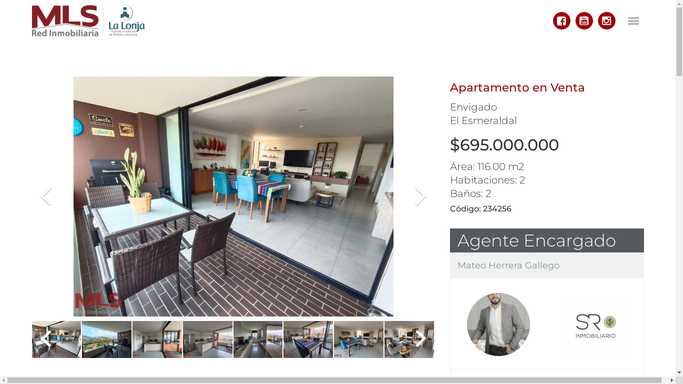 MLS
Red Inmobiliaria
La Lonja
Apartamento en Venta
Envigado
El Esmeraldal
$695.000.000
Área: 116.00 m2
Habitaciones: 2
Baños: 2
Código: 234256
Agente Encargado
Mateo Herrera Gallego
MLS
SR
INMOBILIARIO